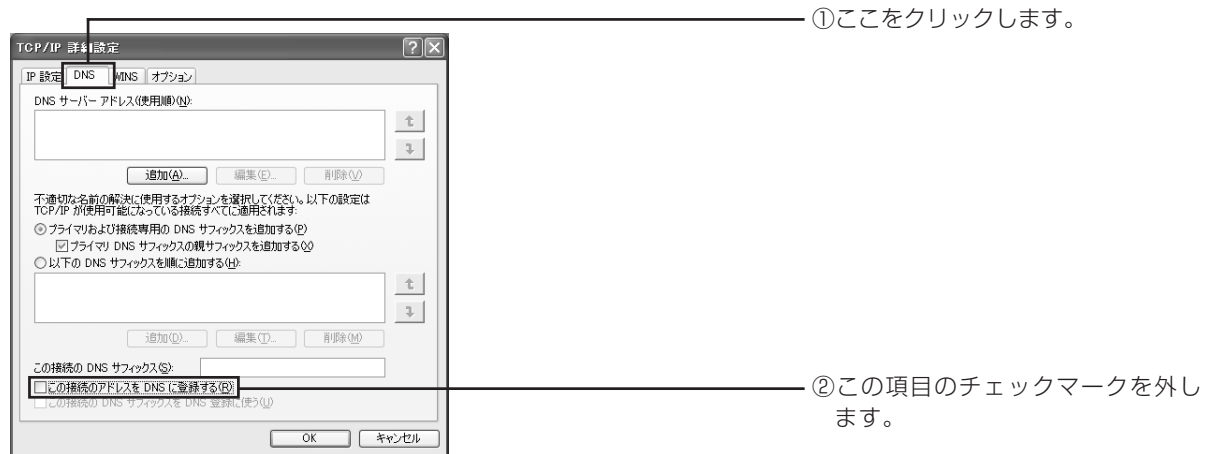 ①ここをクリックします。
TCP/IP 詳細設定
IP 設定 DNS WINS オプション
DNS サーバー アドレス(使用順)(N):
追加(A)... 編集(E)... 削除(V)
不適切な名前の解決に使用するオプションを選択してください。以下の設定は
TCP/IP が使用可能になっている接続すべてに適用されます:
プライマリおよび接続専用の DNS サフィックスを追加する(P)
プライマリ DNS サフィックスの親サフィックスを追加する(X)
以下の DNS サフィックスを順に追加する(H):
追加(D)... 編集(T)... 削除(M)
この接続の DNS サフィックス(S):
この接続のアドレスを DNS に登録する(R)
②この項目のチェックマークを外し
ます。
この接続の DNS サフィックスを DNS 登録に使う(U)
OK キャンセル